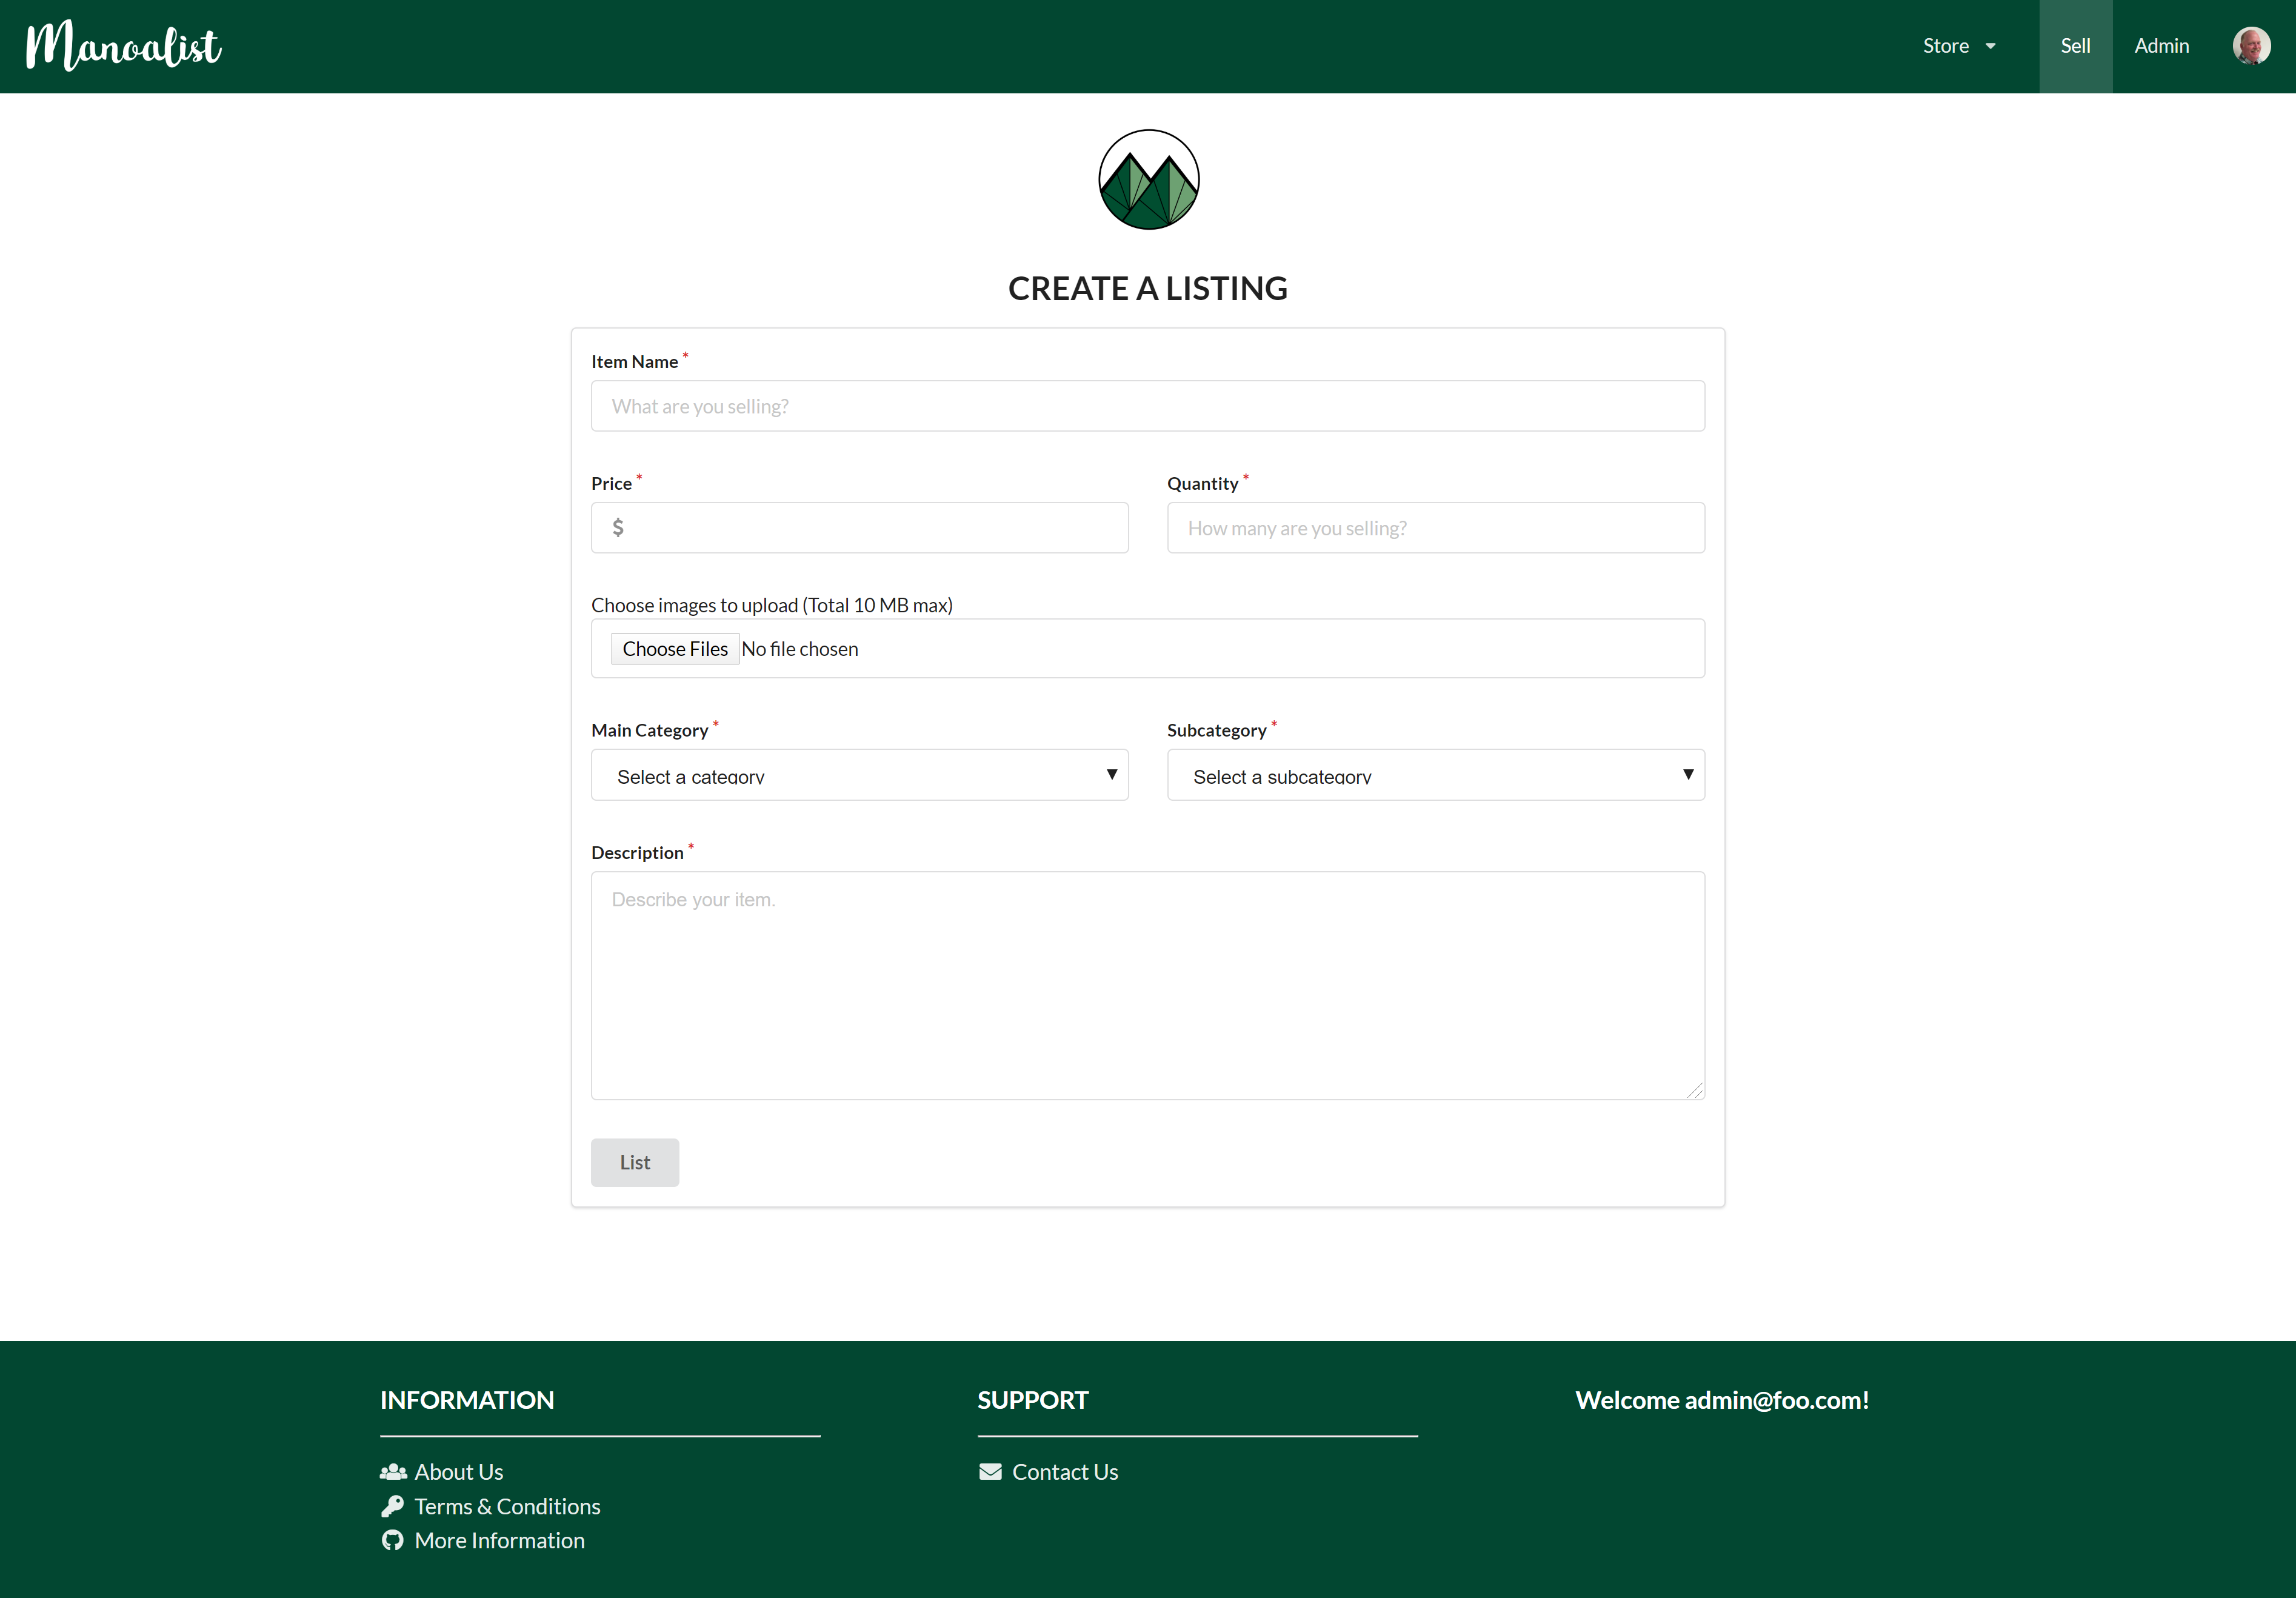 Manoalist
Store Sell Admin
CREATE A LISTING
Item Name *
What are you selling?
Price * Quantity *
$ How many are you selling?
Choose images to upload (Total 10 MB max)
Choose Files No file chosen
Main Category * Subcategory *
Select a category Select a subcategory
Description *
Describe your item.
List
INFORMATION SUPPORT Welcome admin@foo.com!
About Us Contact Us
Terms & Conditions
More Information